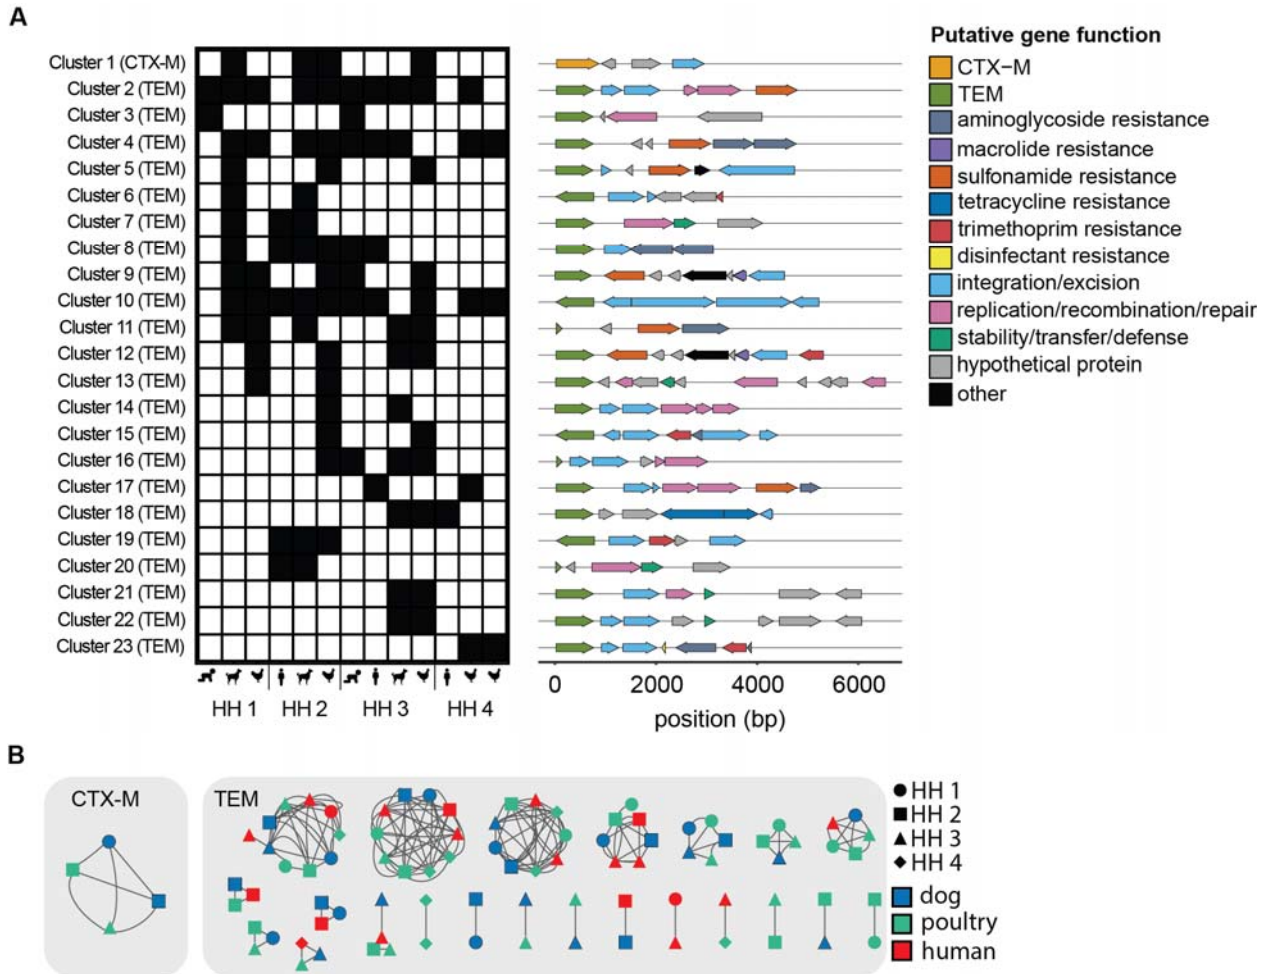 A
Cluster 1 (CTX-M)
Cluster 2 (TEM)
Cluster 3 (TEM)
Cluster 4 (TEM)
Cluster 5 (TEM)
Cluster 6 (TEM)
Cluster 7 (TEM)
Cluster 8 (TEM)
Cluster 9 (TEM)
Cluster 10 (TEM)
Cluster 11 (TEM)
Cluster 12 (TEM)
Cluster 13 (TEM)
Cluster 14 (TEM)
Cluster 15 (TEM)
Cluster 16 (TEM)
Cluster 17 (TEM)
Cluster 18 (TEM)
Cluster 19 (TEM)
Cluster 20 (TEM)
Cluster 21 (TEM)
Cluster 22 (TEM)
Cluster 23 (TEM)
HH 1 HH 2 HH 3 HH 4
0 2000 4000 6000
position (bp)
Putative gene function
CTX−M
TEM
aminoglycoside resistance
macrolide resistance
sulfonamide resistance
tetracycline resistance
trimethoprim resistance
disinfectant resistance
integration/excision
replication/recombination/repair
stability/transfer/defense
hypothetical protein
other
B
CTX-M
TEM
HH 1
HH 2
HH 3
HH 4
dog
poultry
human